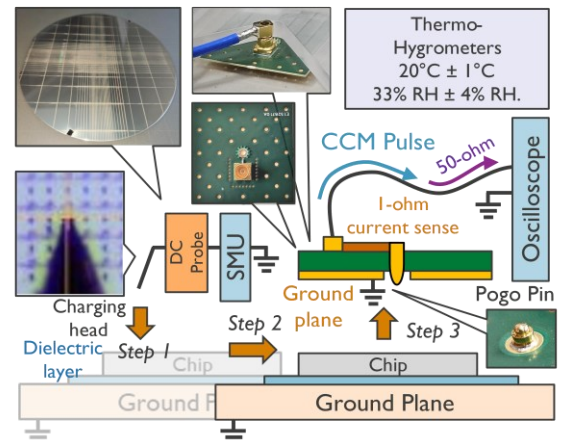 Thermo-
Hygrometers
20°C ± 1°C
33% RH ± 4% RH.
CCM Pulse
50-ohm
Oscilloscope
1-ohm
current sense
DC
Probe
SMU
Ground
plane
Pogo Pin
Charging
head
Dielectric
layer
Step 1
Step 2
Step 3
Chip
Chip
Ground P
Ground Plane